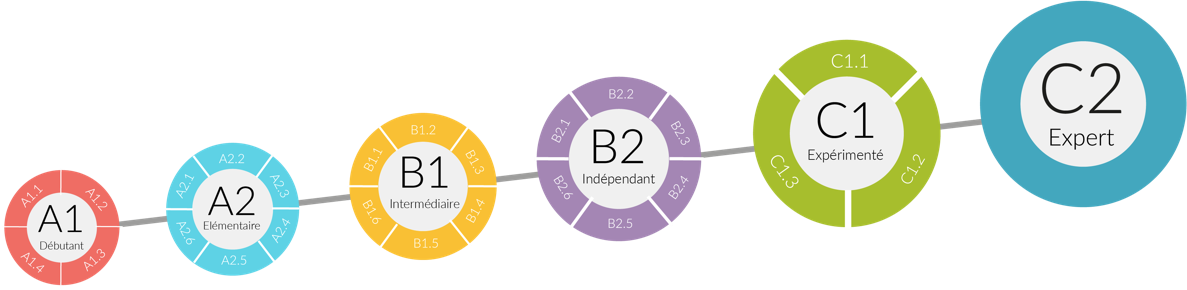 A1
Débutant
A1.1
A1.2
A1.3
A1.4
A2
Elémentaire
A2.1
A2.2
A2.3
A2.4
A2.5
A2.6
B1
Intermédiaire
B1.1
B1.2
B1.3
B1.4
B1.5
B1.6
B2
Indépendant
B2.1
B2.2
B2.3
B2.4
B2.5
B2.6
C1
Expérimenté
C1.1
C1.2
C1.3
C2
Expert